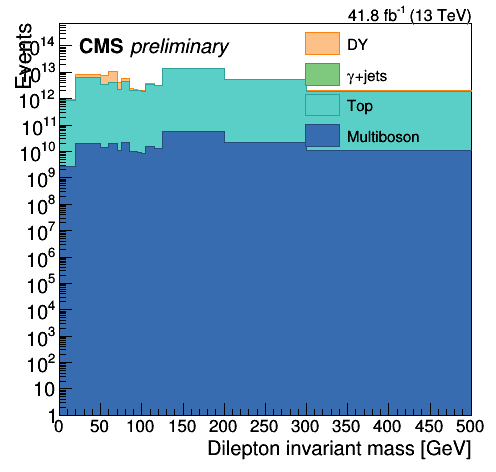 41.8 fb⁻¹ (13 TeV)
CMS preliminary
Events
DY
γ+jets
Top
Multiboson
10¹⁴
10¹³
10¹²
10¹¹
10¹⁰
10⁹
10⁸
10⁷
10⁶
10⁵
10⁴
10³
10²
10
1
0 50 100 150 200 250 300 350 400 450 500
Dilepton invariant mass [GeV]